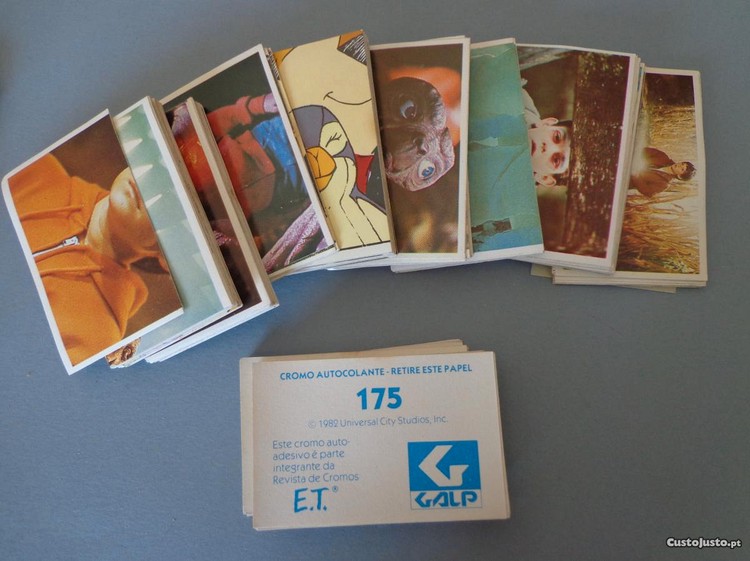 CROMO AUTOCOLANTE - RETIRE ESTE PAPEL
175
© 1982 Universal City Studios, Inc.
Este cromo auto-
adesivo è parte
integrante da
Revista de Cromos
E.T.®
GALP
CustoJusto.pt